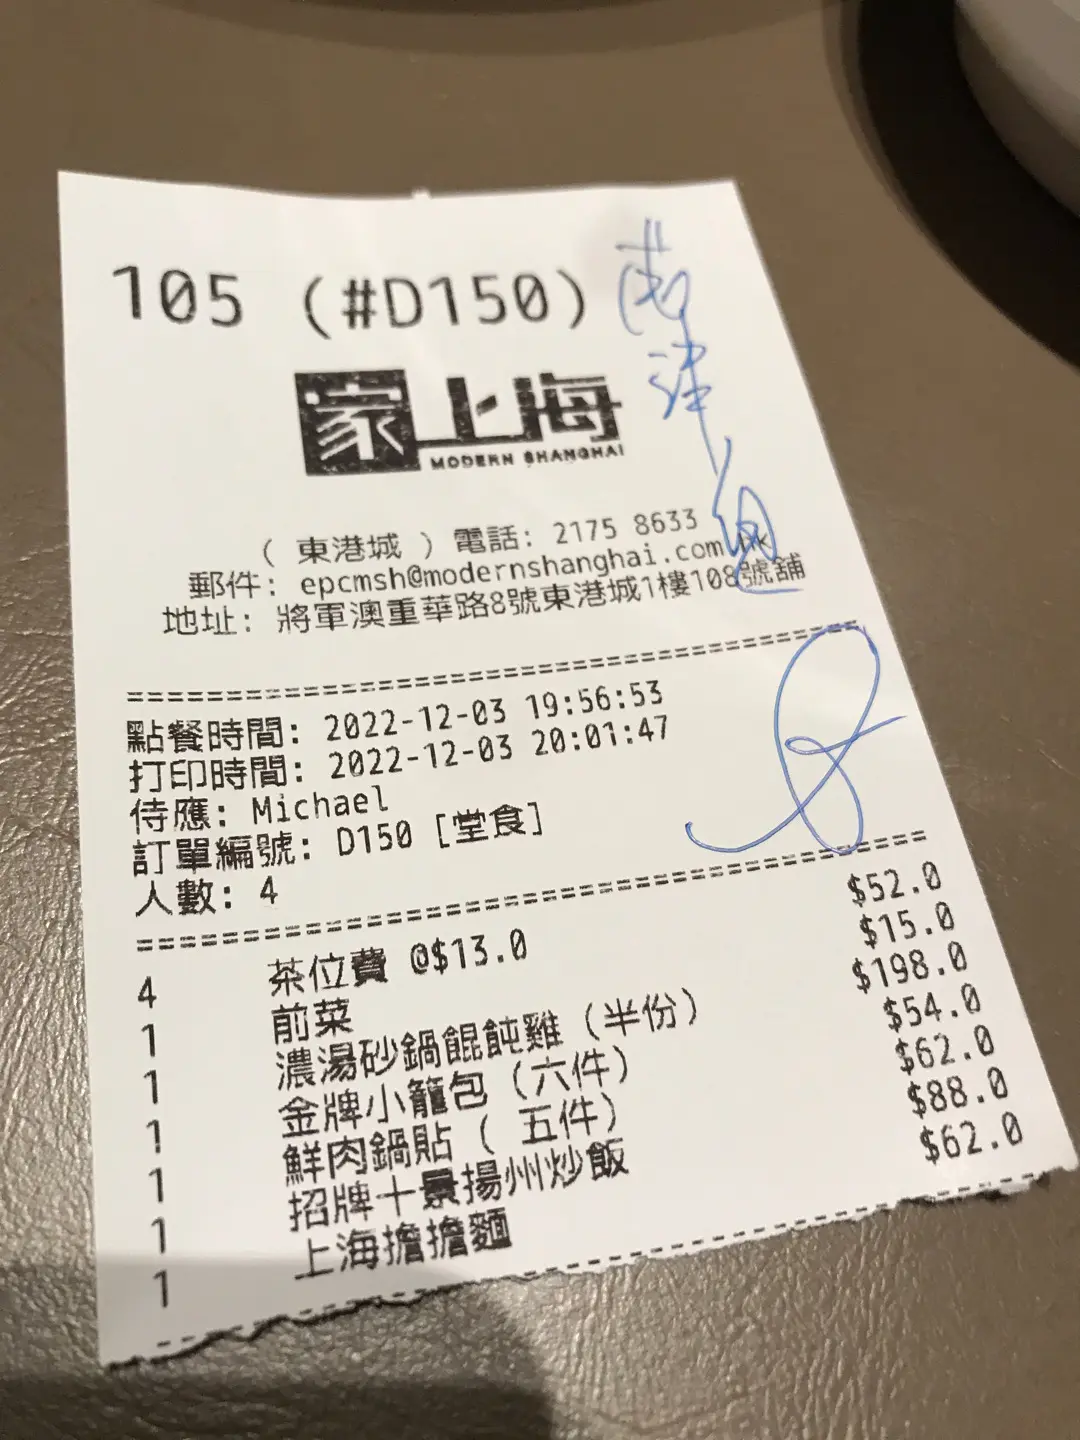 105 (#D150)
家上海
MODERN SHANGHAI
( 東港城 ) 電話: 2175 8633
郵件: epcmsh@modernshanghai.com.hk
地址: 將軍澳重華路8號東港城1樓108號舖
點餐時間: 2022-12-03 19:56:53
打印時間: 2022-12-03 20:01:47
侍應: Michael
訂單編號: D150 [堂食]
人數: 4
4 茶位費 @$13.0 $52.0
1 前菜 $15.0
1 濃湯砂鍋餛飩雞 (半份) $198.0
1 金牌小籠包 (六件) $54.0
1 鮮肉鍋貼 ( 五件) $62.0
1 招牌十景揚州炒飯 $88.0
1 上海擔擔麵 $62.0